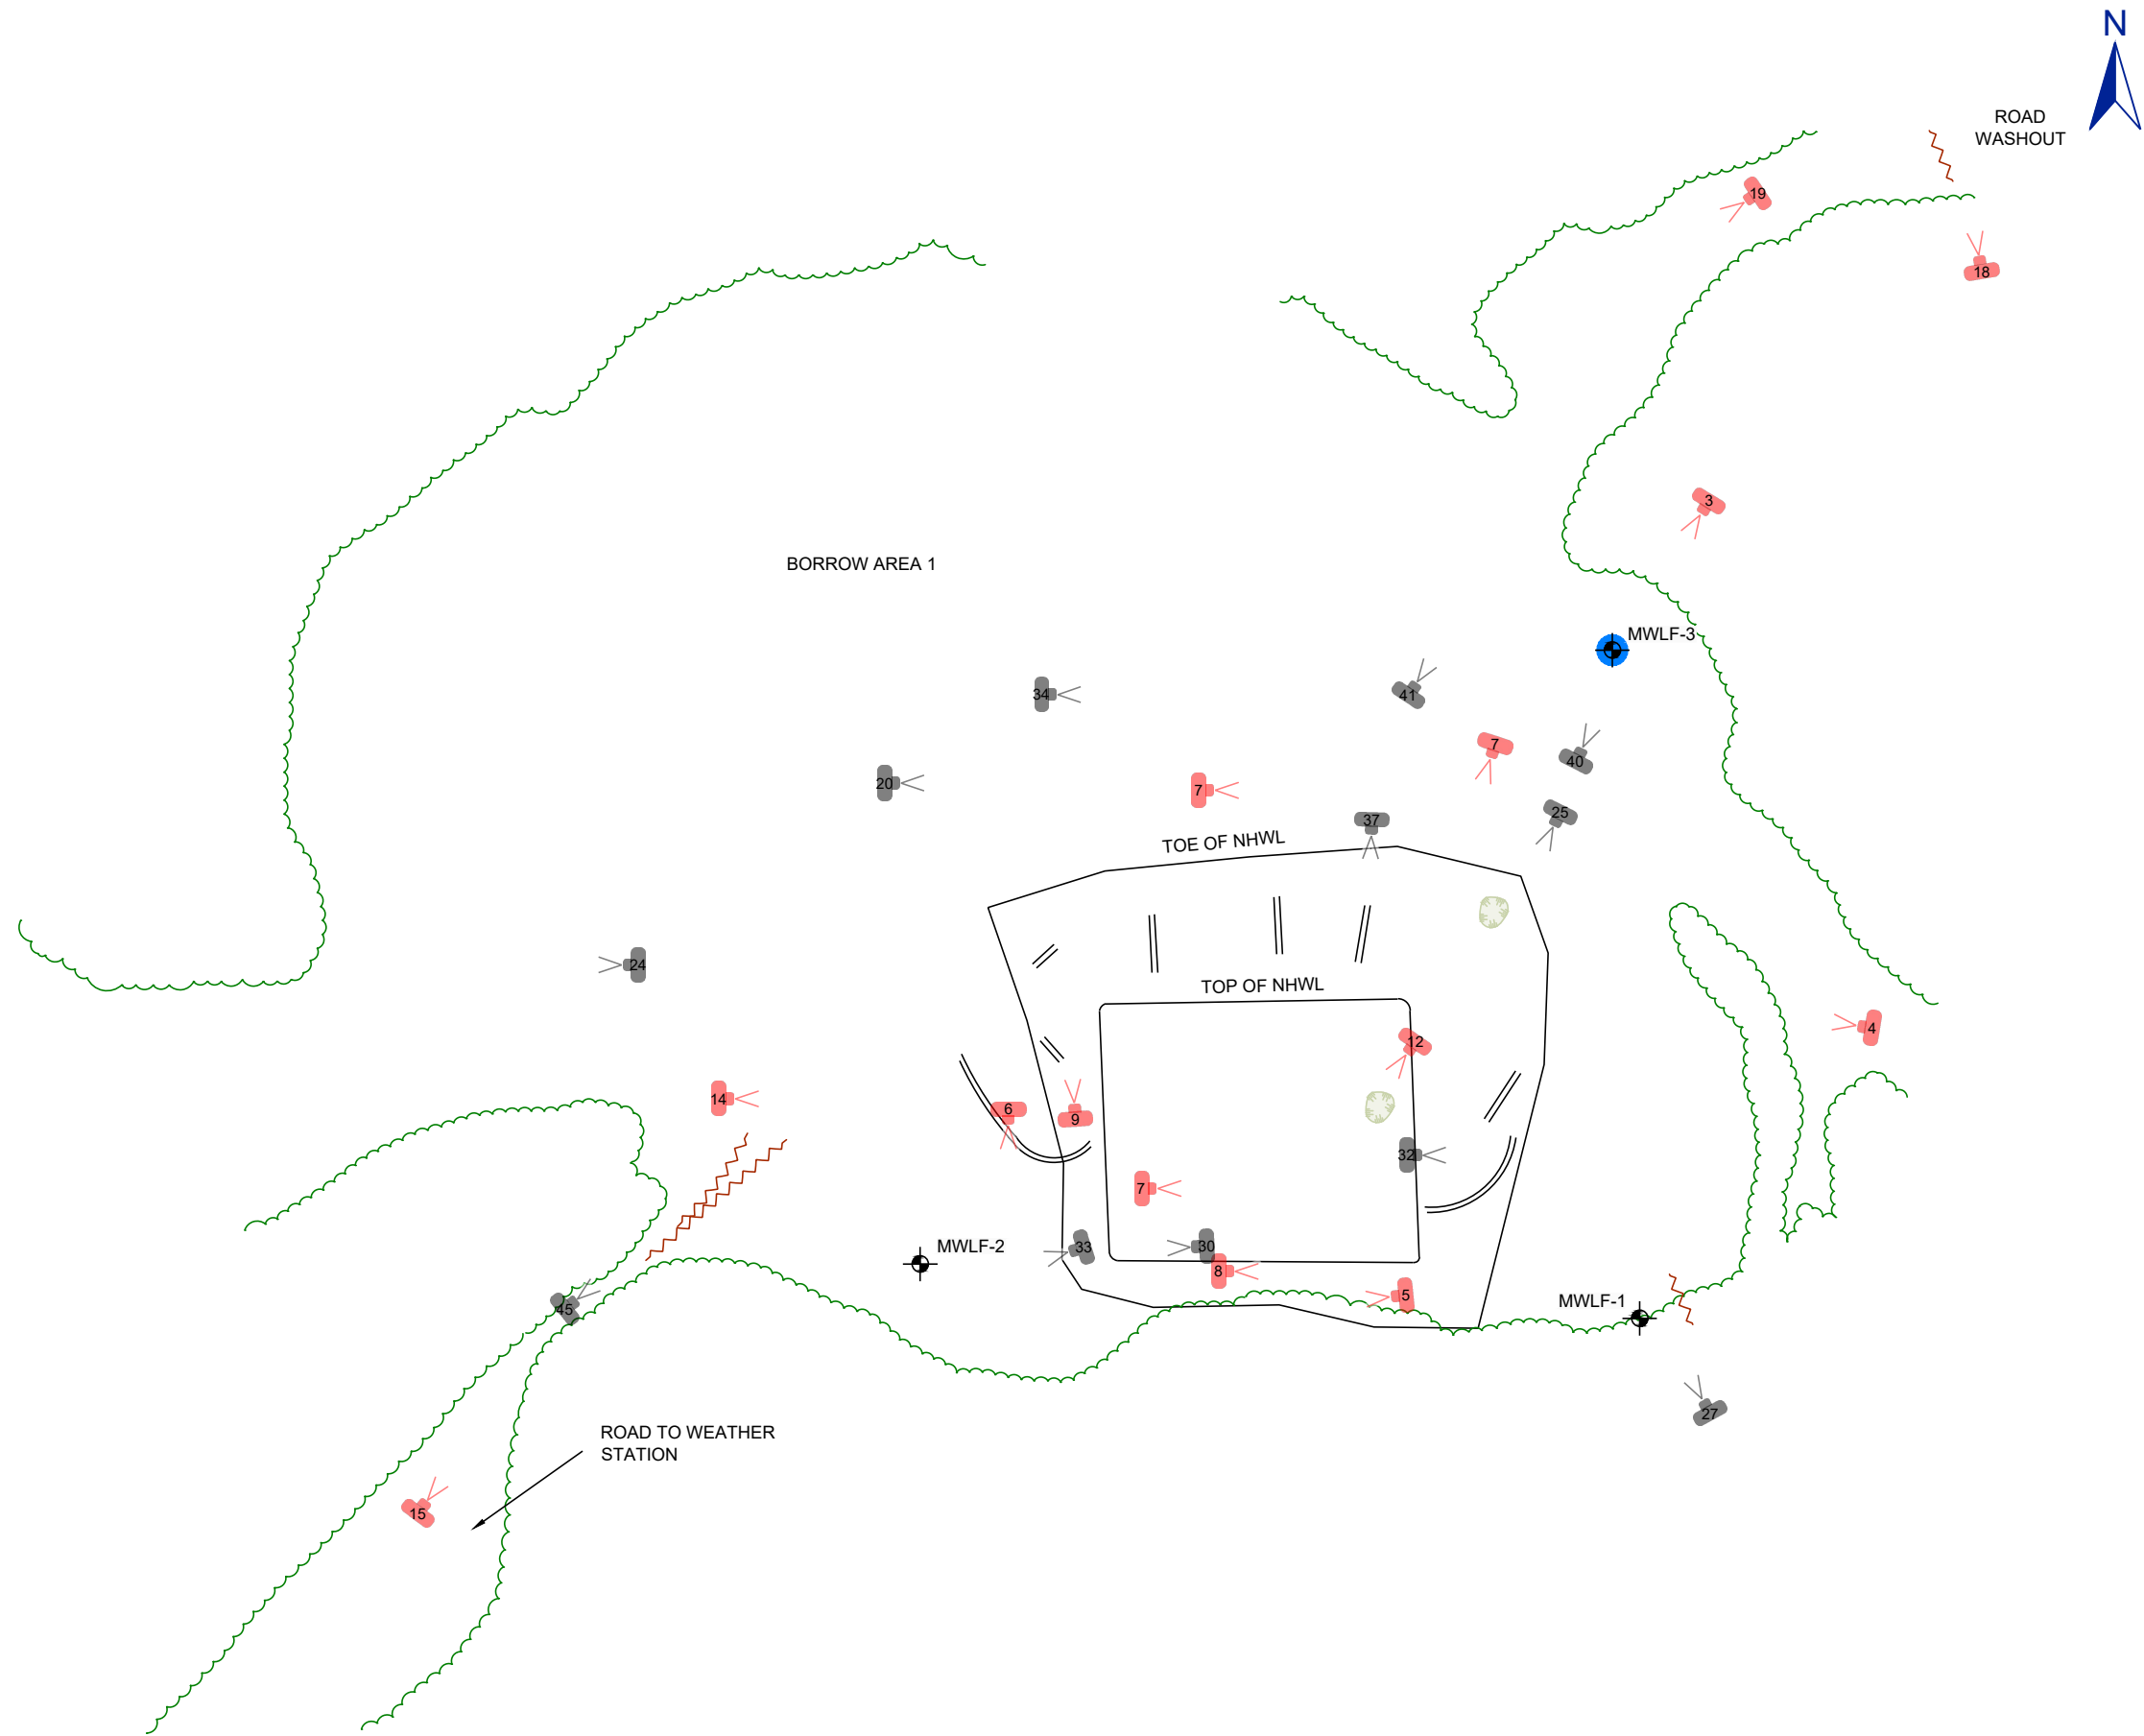 N
ROAD
WASHOUT
19
18
3
BORROW AREA 1
MWLF-3
34
41
7
40
20
7
25
37
TOE OF NHWL
24
TOP OF NHWL
4
12
14
6
9
32
7
MWLF-2
33
30
8
5
MWLF-1
45
27
ROAD TO WEATHER
STATION
15